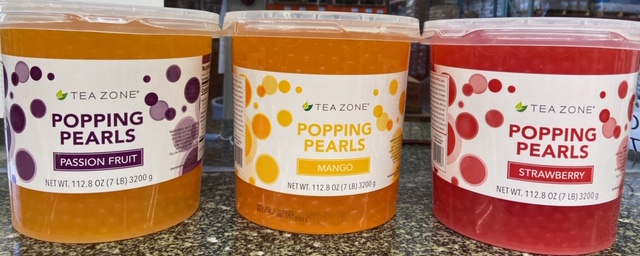 TEA ZONE®
POPPING
PEARLS
PASSION FRUIT
NET WT. 112.8 OZ (7 LB) 3200 g
TEA ZONE®
POPPING
PEARLS
MANGO
NET WT. 112.8 OZ (7 LB) 3200 g
TEA ZONE®
POPPING
PEARLS
STRAWBERRY
NET WT. 112.8 OZ (7 LB) 3200 g